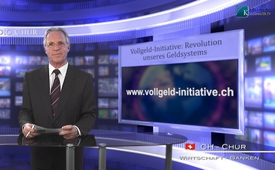 Vollgeld-Initiative: Revolution
unseres Geldsystems
www.vollgeld-initiative.ch
CH - CHUR
WIRTSCHAFT & BANKEN